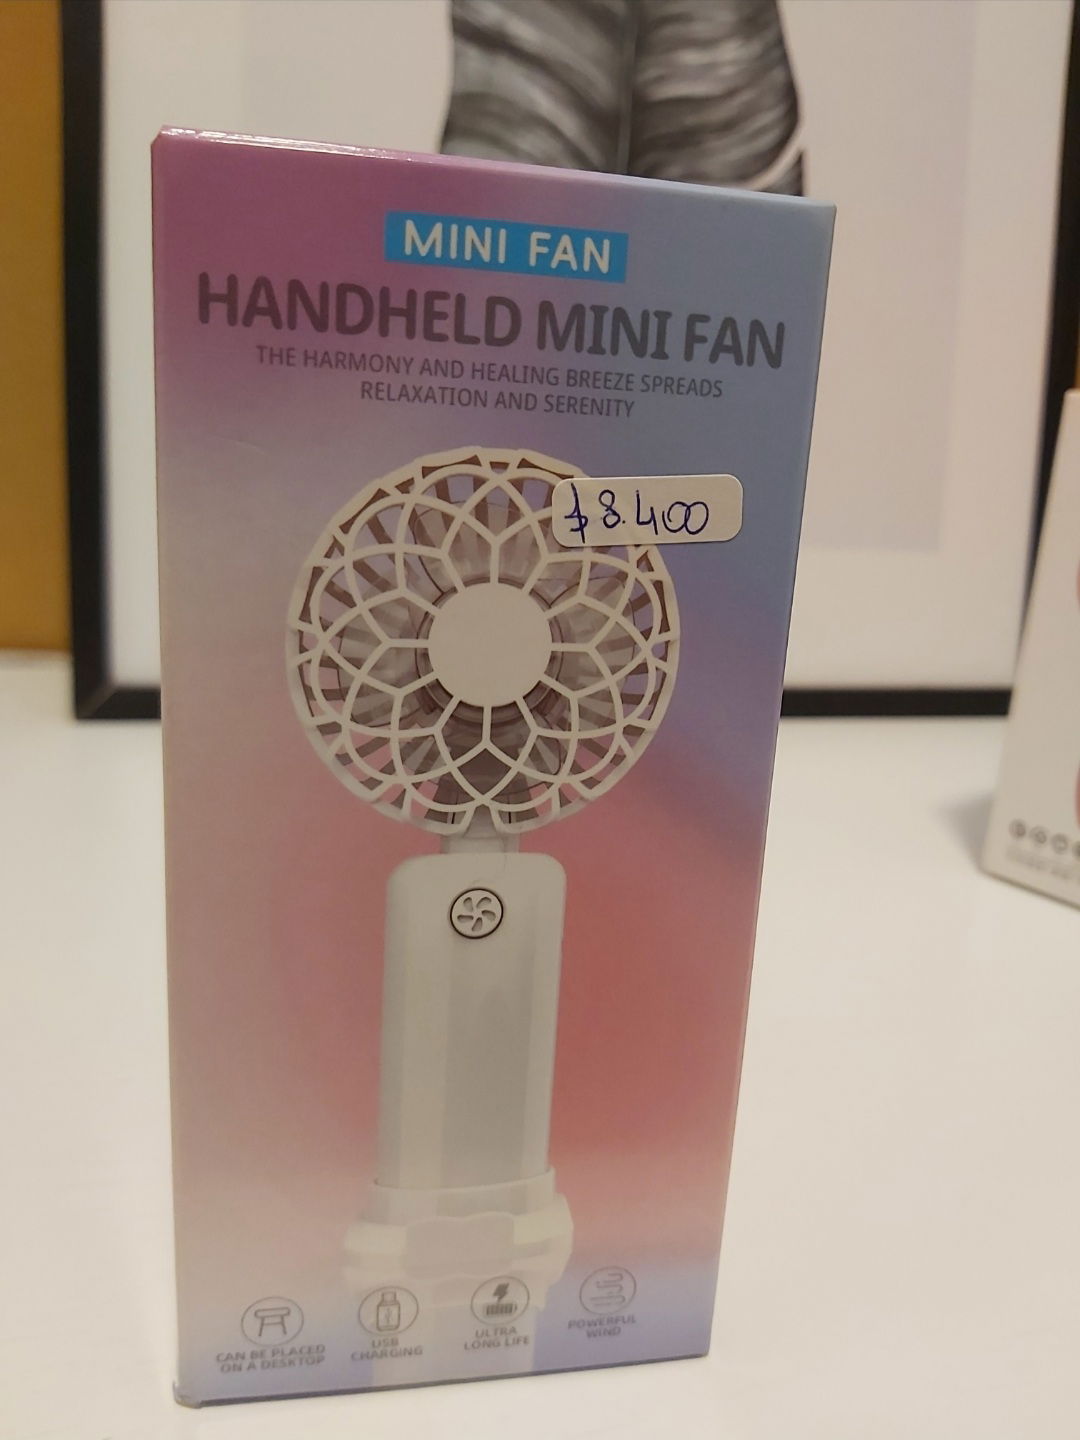 MINI FAN
HANDHELD MINI FAN
THE HARMONY AND HEALING BREEZE SPREADS
RELAXATION AND SERENITY
$ 8.400
CAN BE PLACED
ON A DESKTOP
USB
CHARGING
ULTRA
LONG LIFE
POWERFUL
WIND